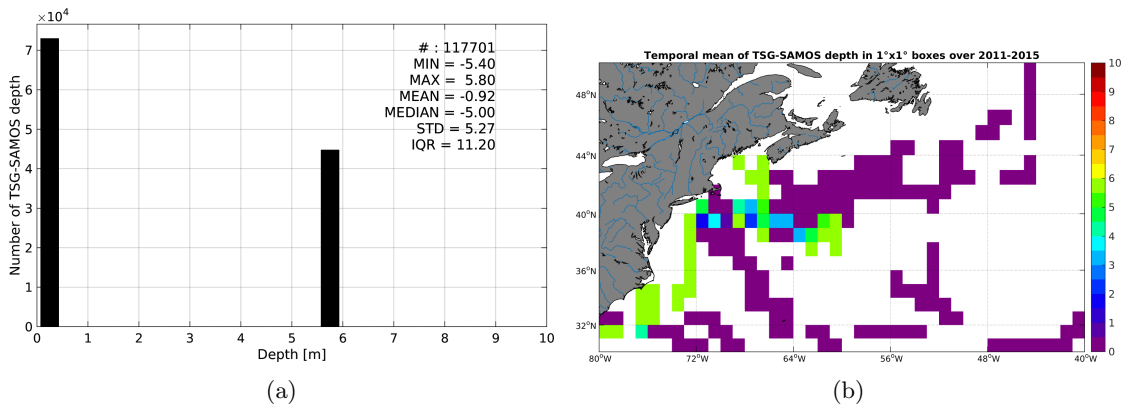 ×10⁴
7
6
5
4
3
2
1
0
Number of TSG-SAMOS depth
# : 117701
MIN = -5.40
MAX = 5.80
MEAN = -0.92
MEDIAN = -5.00
STD = 5.27
IQR = 11.20
1 2 3 4 5 6 7 8 9 10
Depth [m]
(a)
Temporal mean of TSG-SAMOS depth in 1°x1° boxes over 2011-2015
48°N
44°N
40°N
36°N
32°N
80°W 72°W 64°W 56°W 48°W 40°W
10
9
8
7
6
5
4
3
2
1
0
(b)